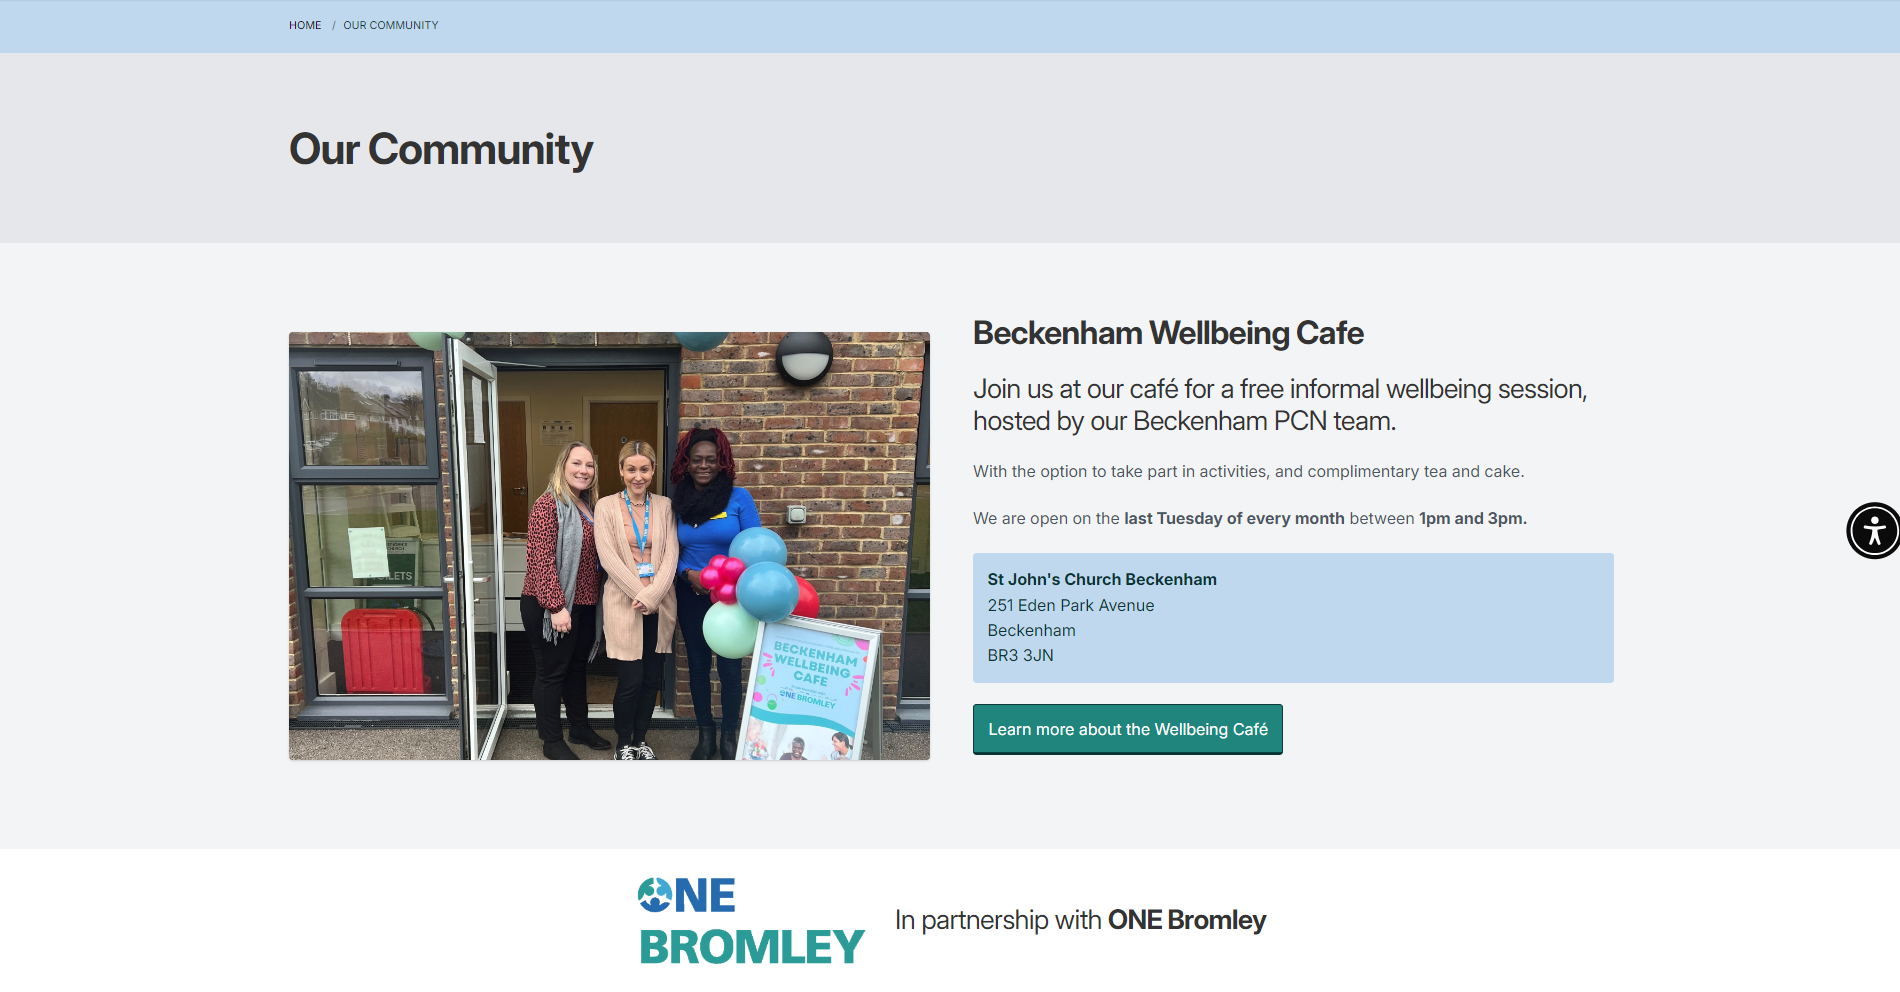 HOME / OUR COMMUNITY
Our Community
Beckenham Wellbeing Cafe
Join us at our café for a free informal wellbeing session,
hosted by our Beckenham PCN team.
With the option to take part in activities, and complimentary tea and cake.
We are open on the last Tuesday of every month between 1pm and 3pm.
St John's Church Beckenham
251 Eden Park Avenue
Beckenham
BR3 3JN
Learn more about the Wellbeing Café
BECKENHAM
WELLBEING
CAFE
ONE BROMLEY
ONE
BROMLEY
In partnership with ONE Bromley